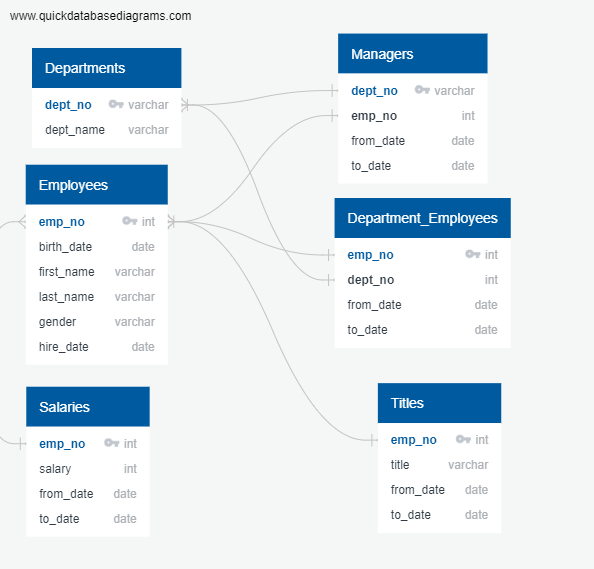 www.quickdatabasediagrams.com
Departments
dept_no varchar
dept_name varchar
Managers
dept_no varchar
emp_no int
from_date date
to_date date
Employees
emp_no int
birth_date date
first_name varchar
last_name varchar
gender varchar
hire_date date
Department_Employees
emp_no int
dept_no int
from_date date
to_date date
Salaries
emp_no int
salary int
from_date date
to_date date
Titles
emp_no int
title varchar
from_date date
to_date date